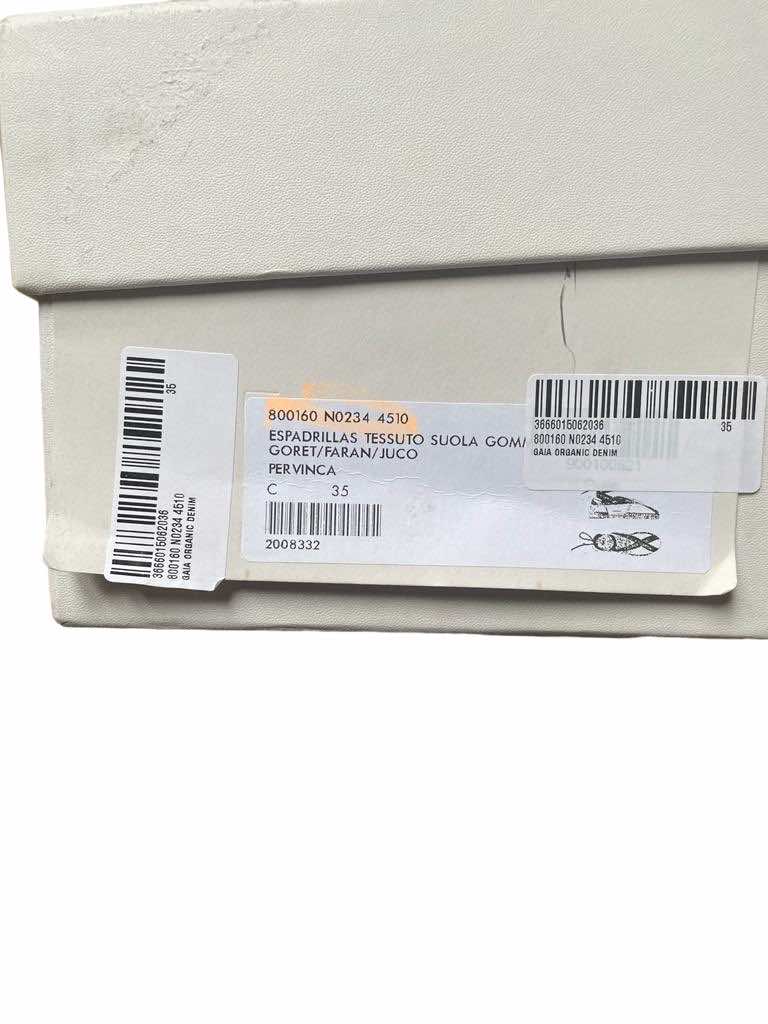 3666015062036
35
800160 N0234 4510
GAIA ORGANIC DENIM
800160 N0234 4510
ESPADRILLAS TESSUTO SUOLA GOM
GORET/FARAN/JUCO
PERVINCA
C 35
2008332
3666015062036
35
800160 N0234 4510
GAIA ORGANIC DENIM